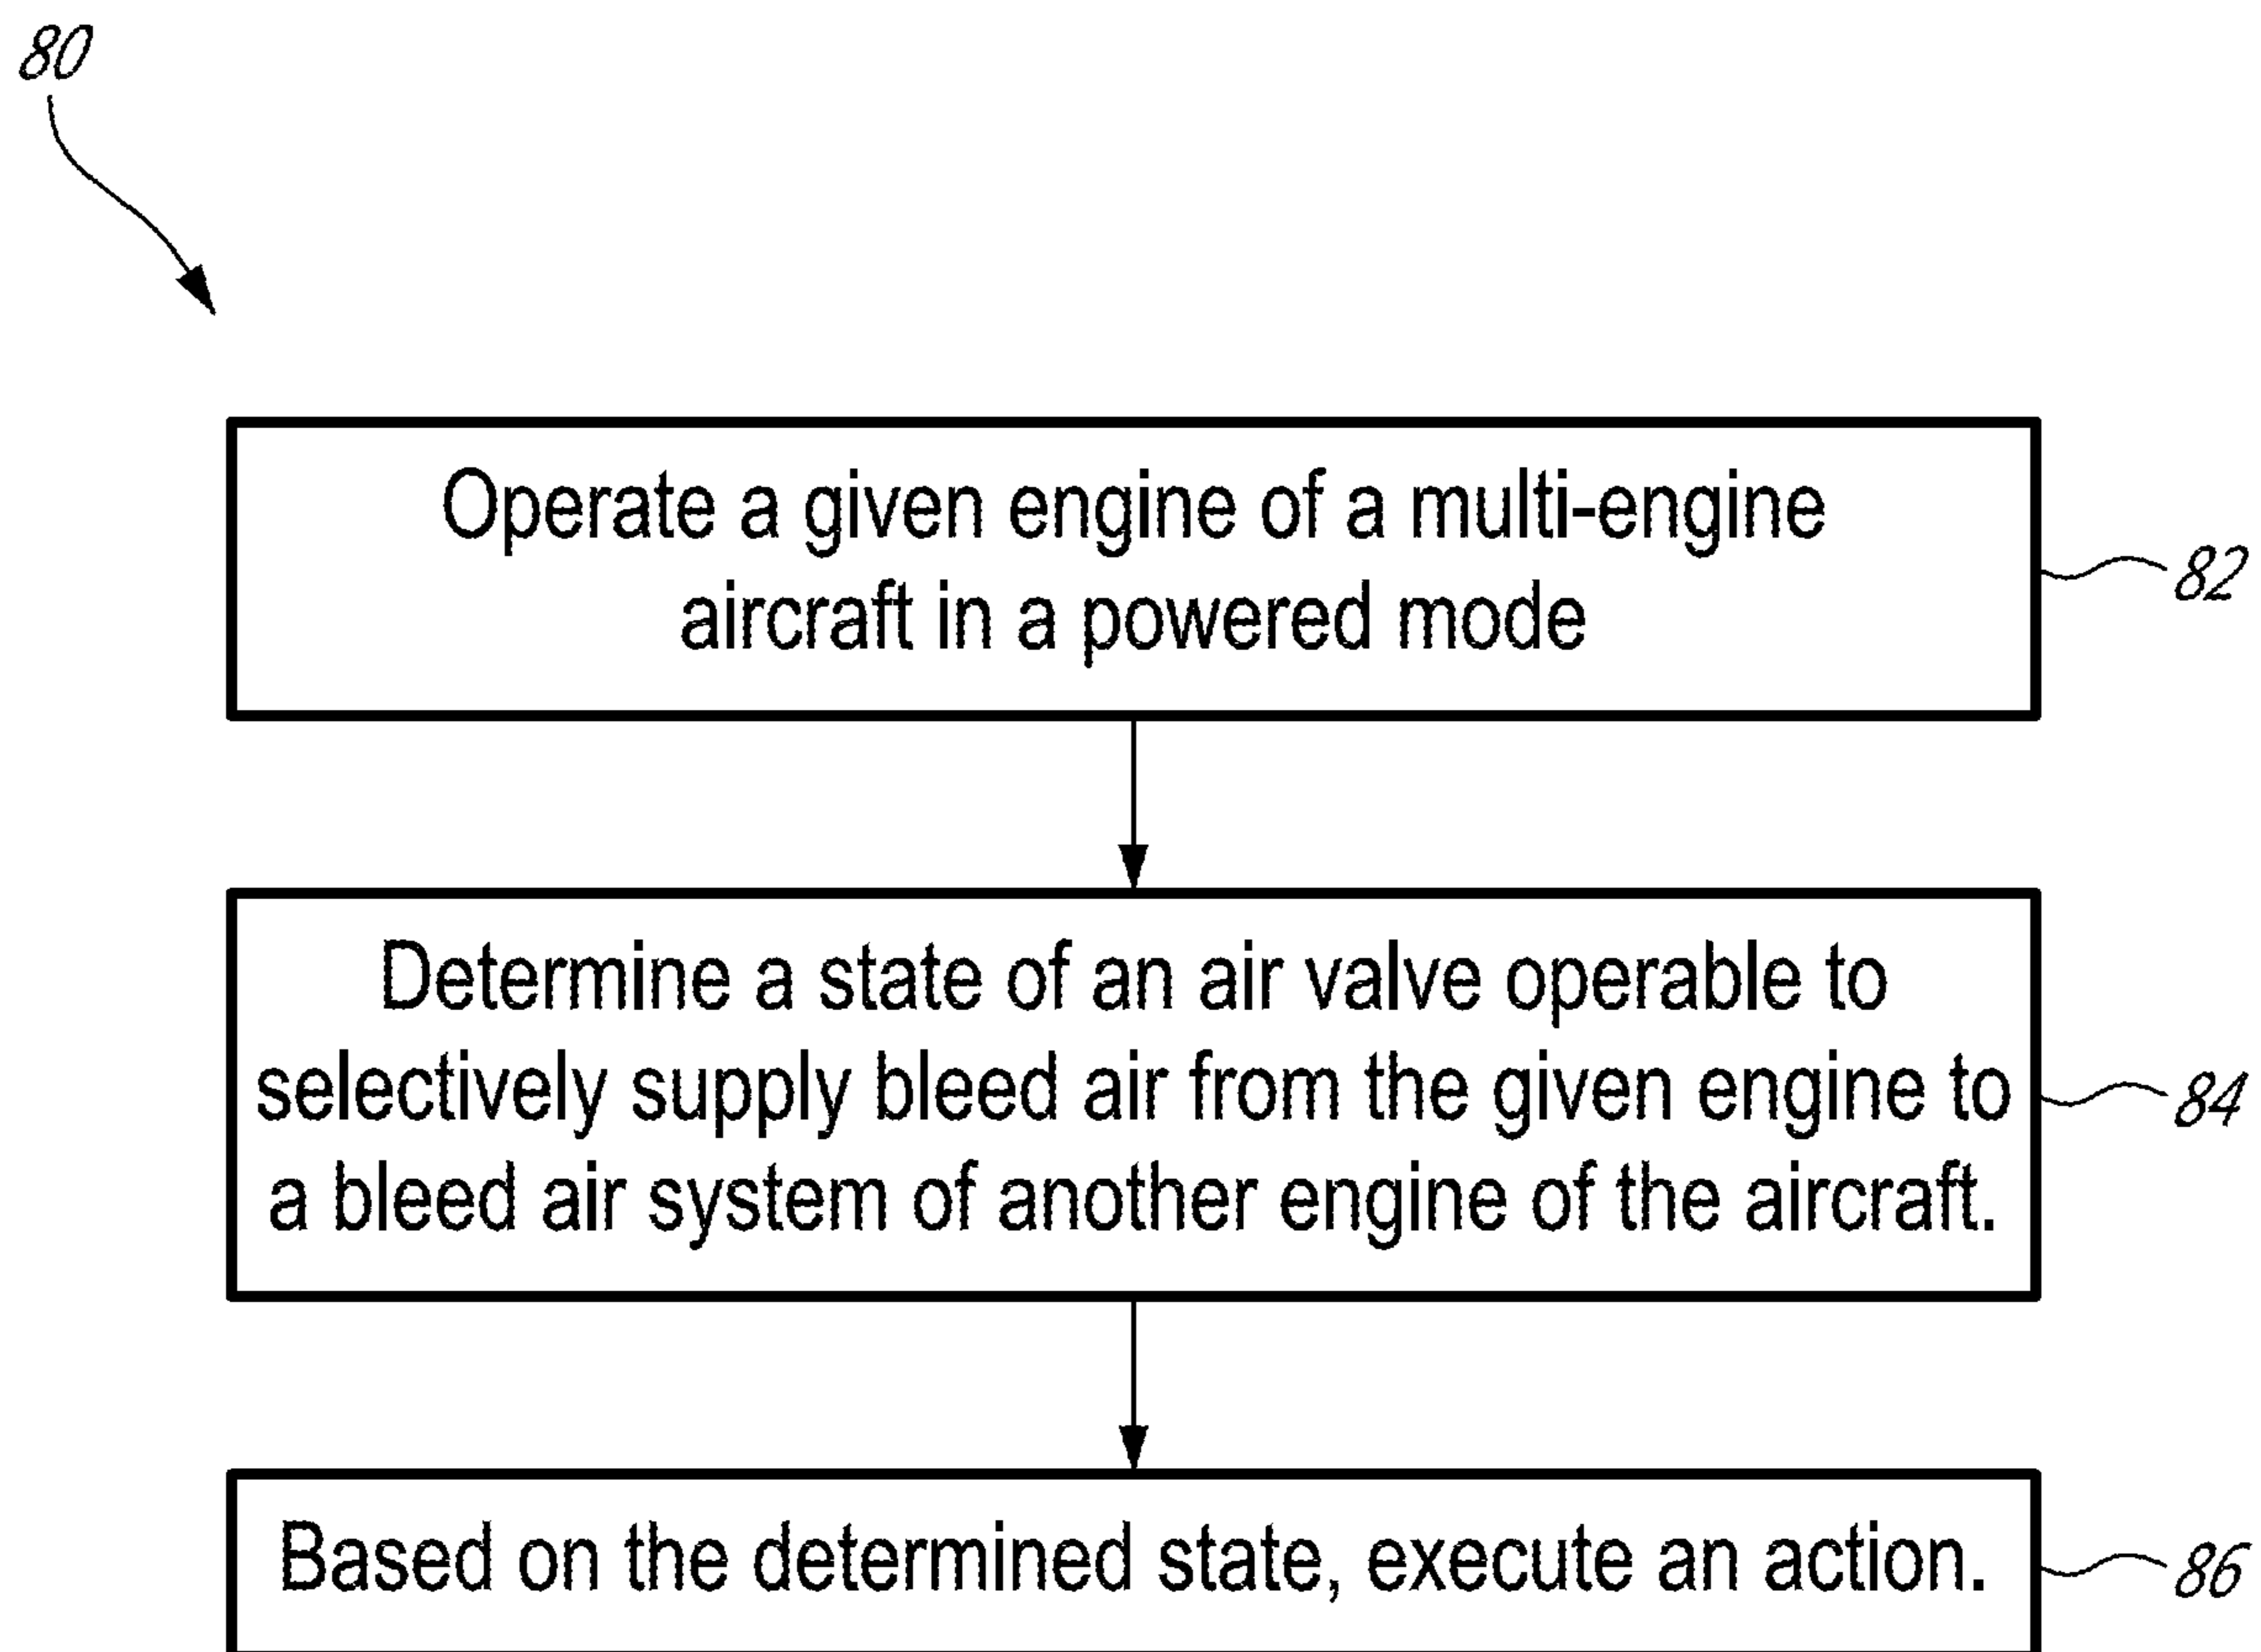 80
Operate a given engine of a multi-engine
aircraft in a powered mode
82
Determine a state of an air valve operable to
selectively supply bleed air from the given engine to
a bleed air system of another engine of the aircraft.
84
Based on the determined state, execute an action.
86